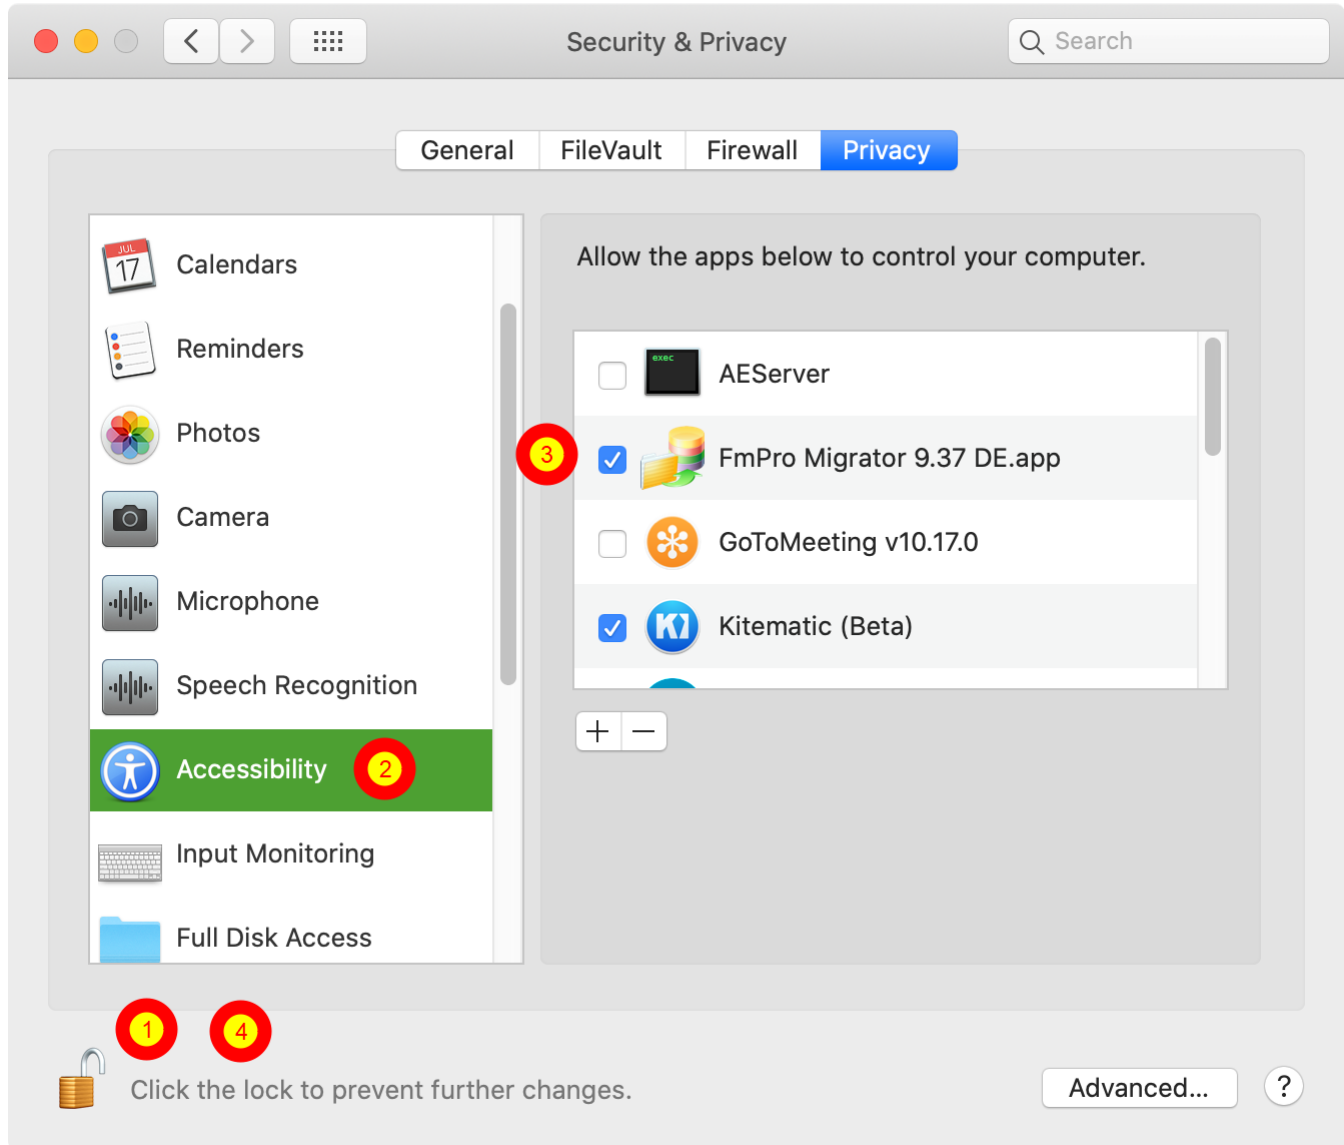 Security & Privacy
Search
General
FileVault
Firewall
Privacy
JUL
17
Calendars
Reminders
Photos
Camera
Microphone
Speech Recognition
Accessibility
2
Input Monitoring
Full Disk Access
Allow the apps below to control your computer.
exec
AEServer
3
FmPro Migrator 9.37 DE.app
GoToMeeting v10.17.0
Kitematic (Beta)
+
−
1
4
Click the lock to prevent further changes.
Advanced...
?